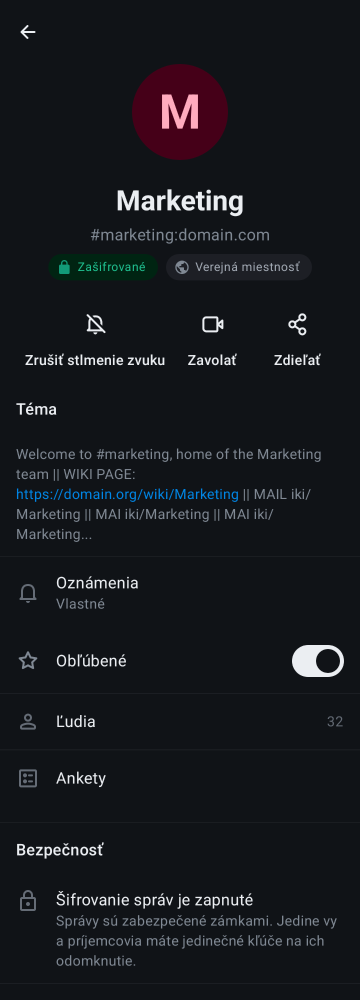 M
Marketing
#marketing:domain.com
Zašifrované
Verejná miestnosť
Zrušiť stlmenie zvuku
Zavolať
Zdieľať
Téma
Welcome to #marketing, home of the Marketing
team || WIKI PAGE:
https://domain.org/wiki/Marketing || MAIL iki/
Marketing || MAI iki/Marketing || MAI iki/
Marketing...
Oznámenia
Vlastné
Obľúbené
Ľudia
32
Ankety
Bezpečnosť
Šifrovanie správ je zapnuté
Správy sú zabezpečené zámkami. Jedine vy
a príjemcovia máte jedinečné kľúče na ich
odomknutie.